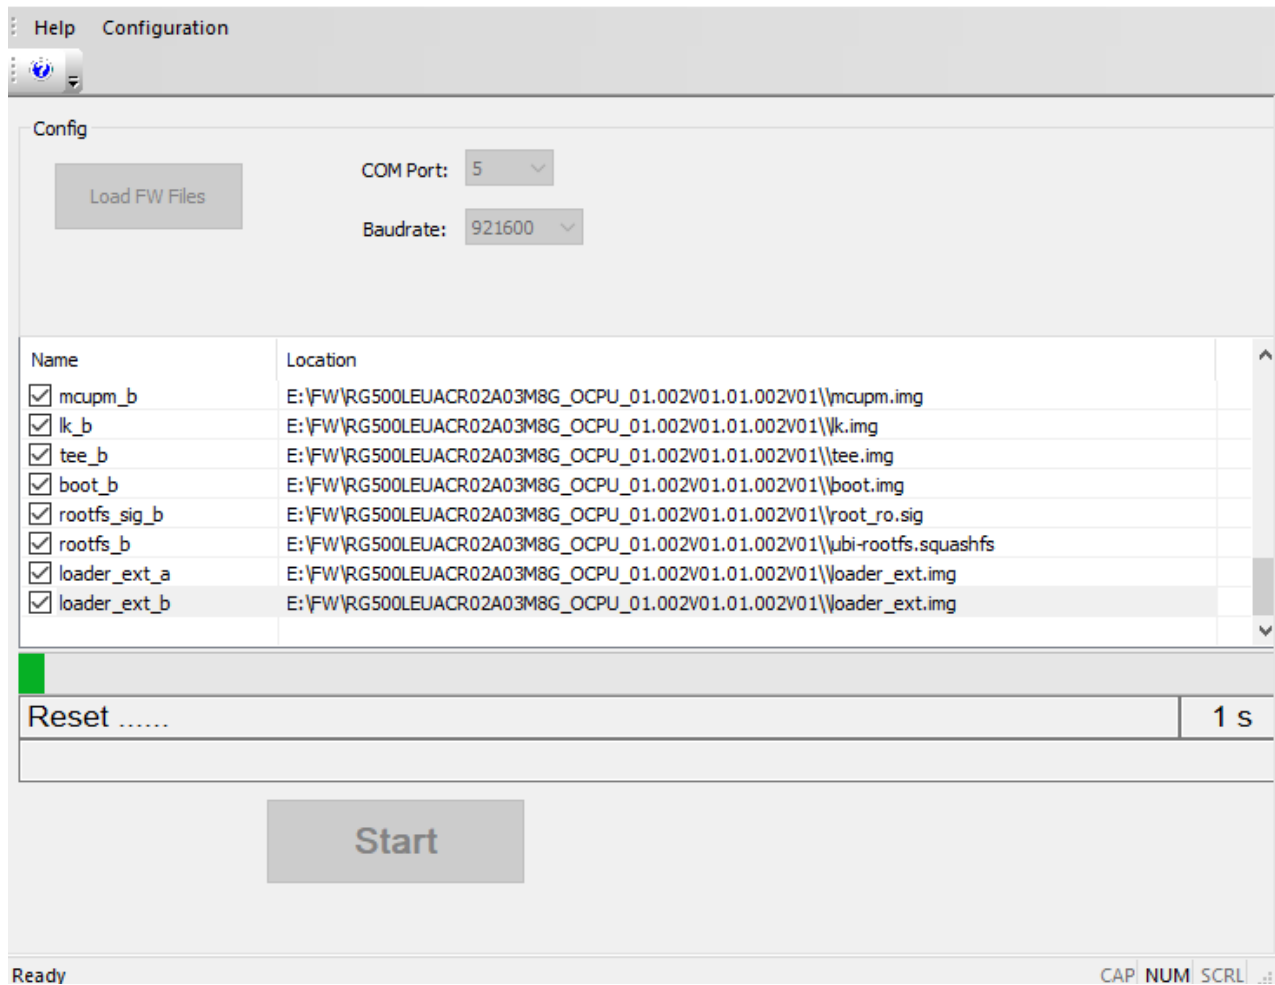 Help Configuration
Config
Load FW Files
COM Port: 5
Baudrate: 921600
Name Location
mcupm_b E:\FW\RG500LEUACR02A03M8G_OCPU_01.002V01.01.002V01\\mcupm.img
lk_b E:\FW\RG500LEUACR02A03M8G_OCPU_01.002V01.01.002V01\\lk.img
tee_b E:\FW\RG500LEUACR02A03M8G_OCPU_01.002V01.01.002V01\\tee.img
boot_b E:\FW\RG500LEUACR02A03M8G_OCPU_01.002V01.01.002V01\\boot.img
rootfs_sig_b E:\FW\RG500LEUACR02A03M8G_OCPU_01.002V01.01.002V01\\root_ro.sig
rootfs_b E:\FW\RG500LEUACR02A03M8G_OCPU_01.002V01.01.002V01\\ubi-rootfs.squashfs
loader_ext_a E:\FW\RG500LEUACR02A03M8G_OCPU_01.002V01.01.002V01\\loader_ext.img
loader_ext_b E:\FW\RG500LEUACR02A03M8G_OCPU_01.002V01.01.002V01\\loader_ext.img
Reset ...... 1 s
Start
Ready CAP NUM SCRL